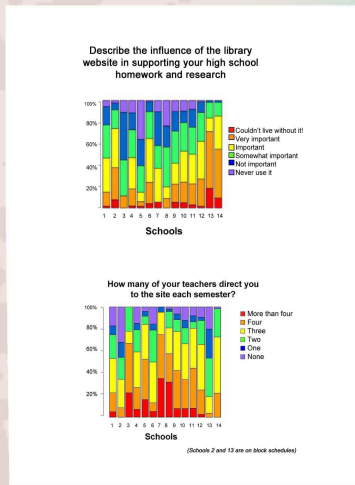 Describe the influence of the library
website in supporting your high school
homework and research
100%
80%
60%
40%
20%
1 2 3 4 5 6 7 8 9 10 11 12 13 14
Schools
Couldn't live without it!
Very important
Important
Somewhat important
Not important
Never use it
How many of your teachers direct you
to the site each semester?
100%
80%
60%
40%
20%
1 2 3 4 5 6 7 8 9 10 11 12 13 14
Schools
More than four
Four
Three
Two
One
None
(Schools 2 and 13 are on block schedules)